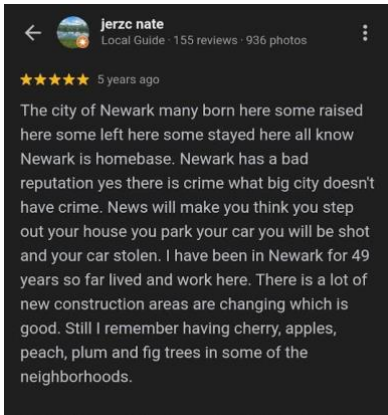 jerzc nate
Local Guide · 155 reviews · 936 photos
5 years ago
The city of Newark many born here some raised
here some left here some stayed here all know
Newark is homebase. Newark has a bad
reputation yes there is crime what big city doesn't
have crime. News will make you think you step
out your house you park your car you will be shot
and your car stolen. I have been in Newark for 49
years so far lived and work here. There is a lot of
new construction areas are changing which is
good. Still I remember having cherry, apples,
peach, plum and fig trees in some of the
neighborhoods.